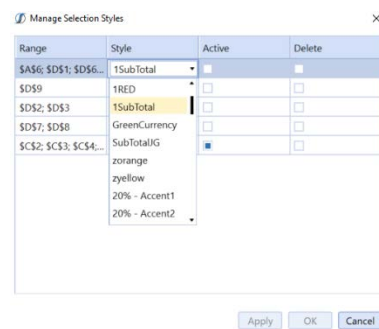 Manage Selection Styles
Range Style Active Delete
$A$6; $D$1; $D$6... 1SubTotal
$D$9 1RED
$D$2; $D$3 1SubTotal
$D$7; $D$8 GreenCurrency
$C$2; $C$3; $C$4;... SubTotalJG
zorange
zyellow
20% - Accent1
20% - Accent2
Apply OK Cancel